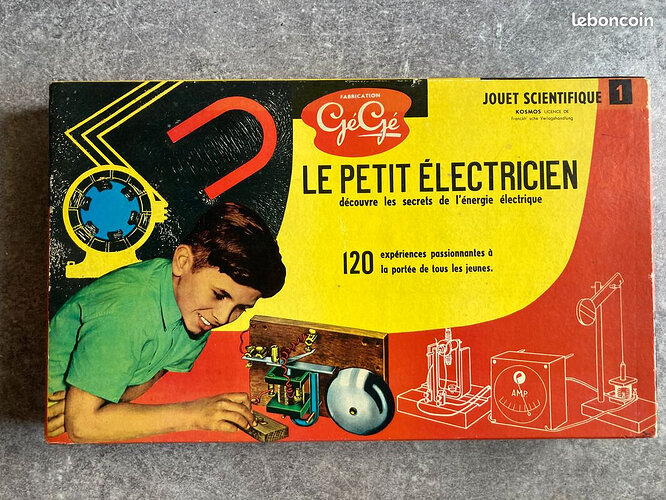 leboncoin
FABRICATION
GéGé
JOUET SCIENTIFIQUE 1
KOSMOS LICENCE DE
Franckh' sche Verlagshandlung
LE PETIT ÉLECTRICIEN
découvre les secrets de l'énergie électrique
120 expériences passionnantes à
la portée de tous les jeunes.
AMP